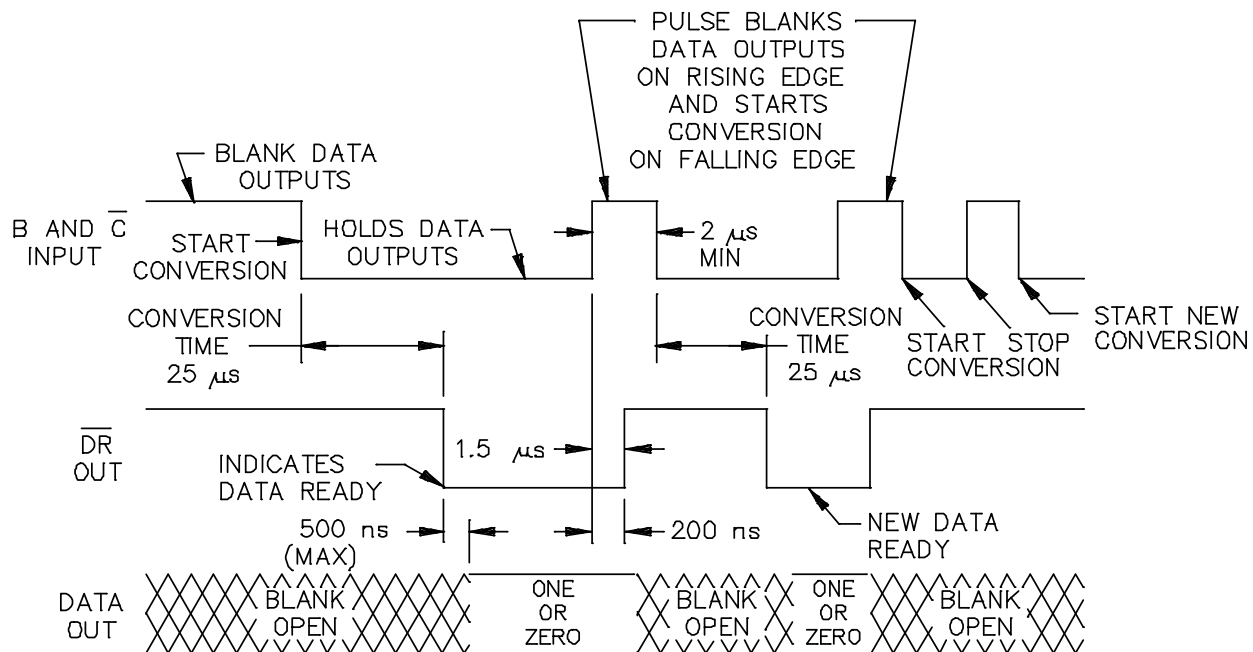 PULSE BLANKS
DATA OUTPUTS
ON RISING EDGE
AND STARTS
CONVERSION
ON FALLING EDGE
BLANK DATA
OUTPUTS
B AND C̅
INPUT
START
CONVERSION
HOLDS DATA
OUTPUTS
2 μs
MIN
CONVERSION
TIME
25 μs
CONVERSION
TIME
25 μs
START
CONVERSION
STOP
START NEW
CONVERSION
D̅R̅
OUT
1.5 μs
INDICATES
DATA READY
500 ns
(MAX)
200 ns
NEW DATA
READY
DATA
OUT
BLANK
OPEN
ONE
OR
ZERO
BLANK
OPEN
ONE
OR
ZERO
BLANK
OPEN